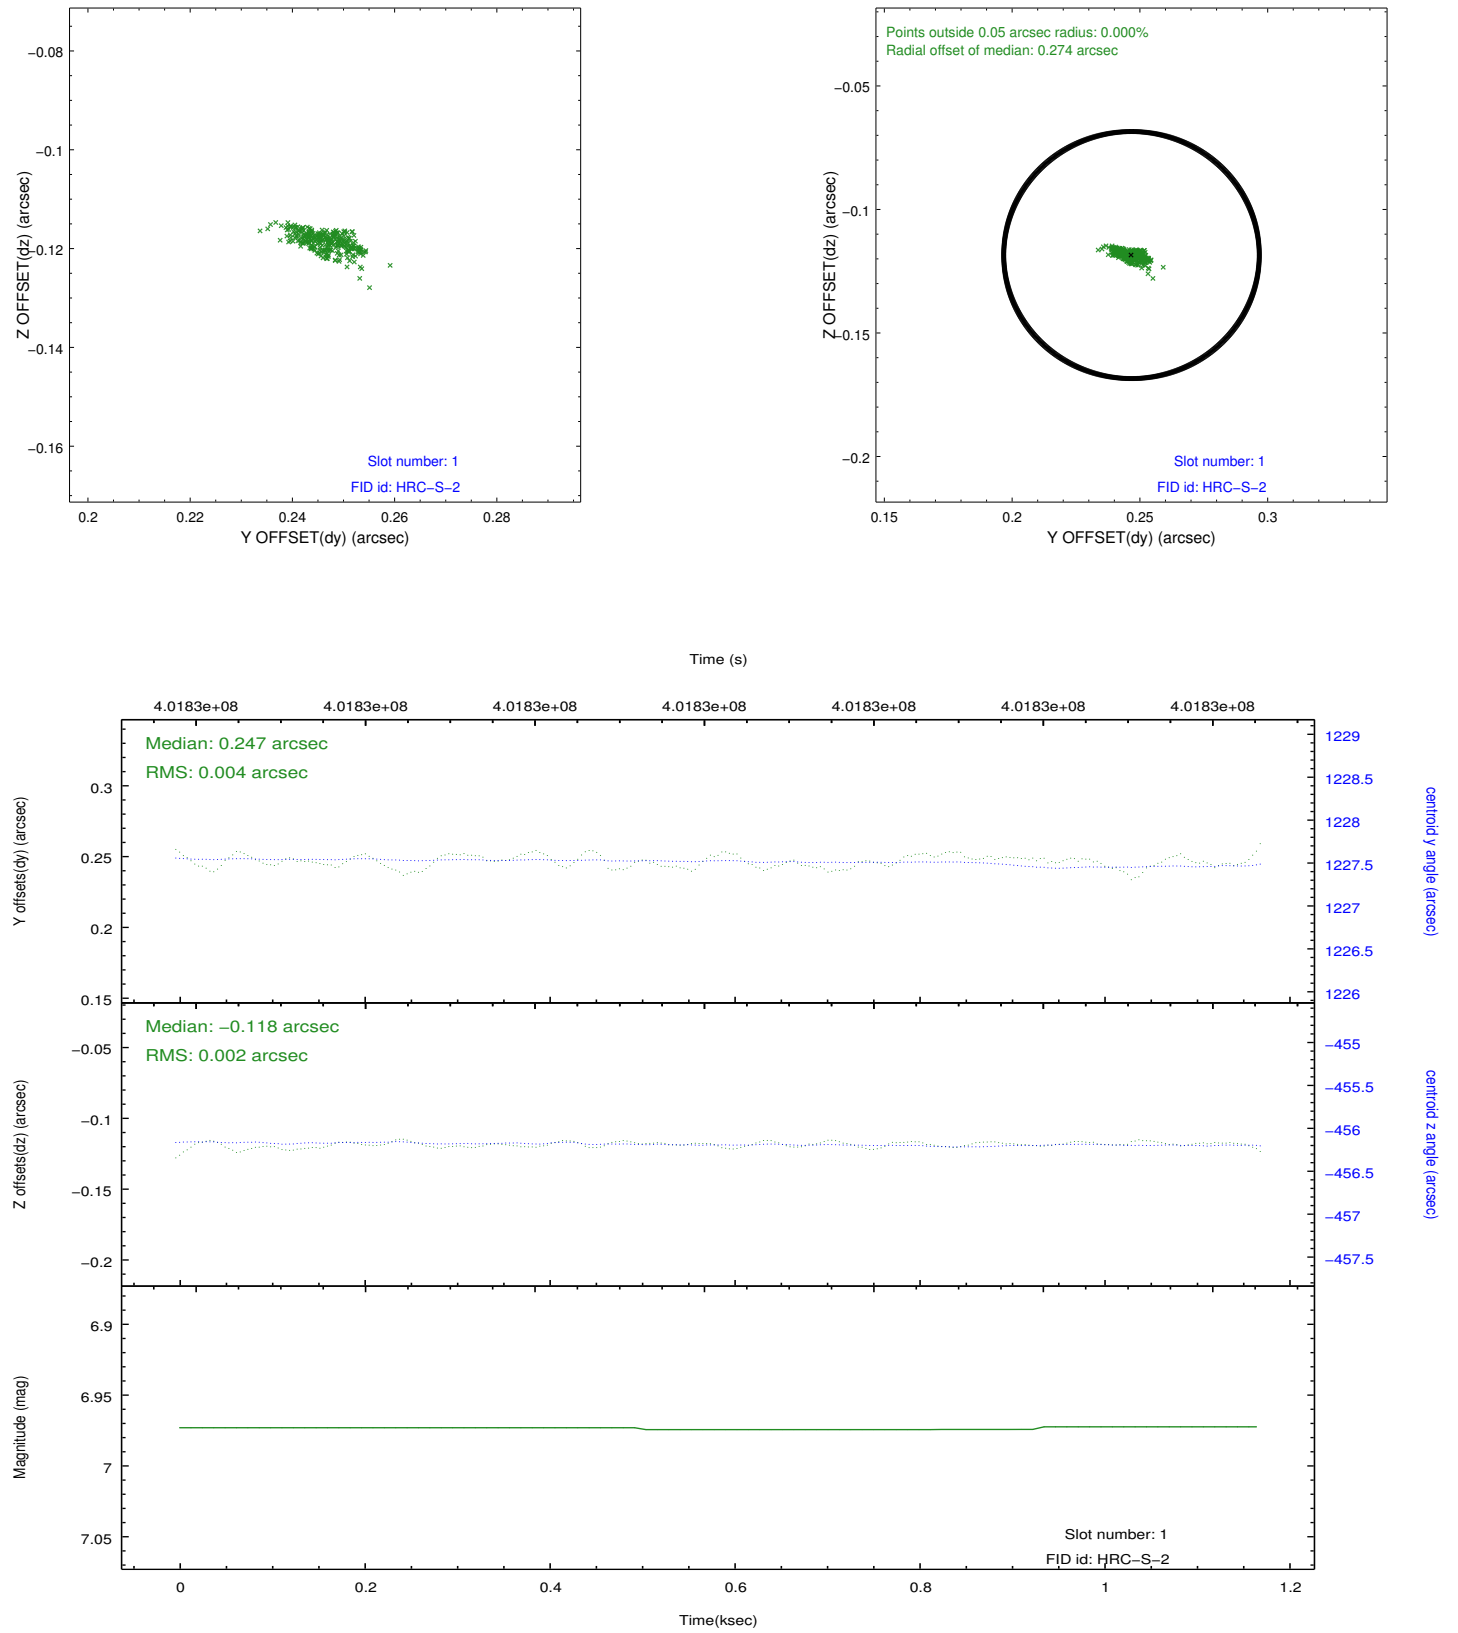 −0.08
−0.1
−0.12
−0.14
−0.16
Z OFFSET(dz) (arcsec)
Slot number: 1
FID id: HRC−S−2
0.2 0.22 0.24 0.26 0.28
Y OFFSET(dy) (arcsec)
Points outside 0.05 arcsec radius: 0.000%
Radial offset of median: 0.274 arcsec
−0.05
−0.1
−0.15
−0.2
Z OFFSET(dz) (arcsec)
Slot number: 1
FID id: HRC−S−2
0.15 0.2 0.25 0.3
Y OFFSET(dy) (arcsec)
Time (s)
4.0183e+08 4.0183e+08 4.0183e+08 4.0183e+08 4.0183e+08 4.0183e+08 4.0183e+08
Median: 0.247 arcsec
RMS: 0.004 arcsec
0.3
0.25
0.2
0.15
Y offsets(dy) (arcsec)
1229
1228.5
1228
1227.5
1227
1226.5
1226
centroid y angle (arcsec)
Median: −0.118 arcsec
RMS: 0.002 arcsec
−0.05
−0.1
−0.15
−0.2
Z offsets(dz) (arcsec)
−455
−455.5
−456
−456.5
−457
−457.5
centroid z angle (arcsec)
6.9
6.95
7
7.05
Magnitude (mag)
Slot number: 1
FID id: HRC−S−2
0 0.2 0.4 0.6 0.8 1 1.2
Time(ksec)